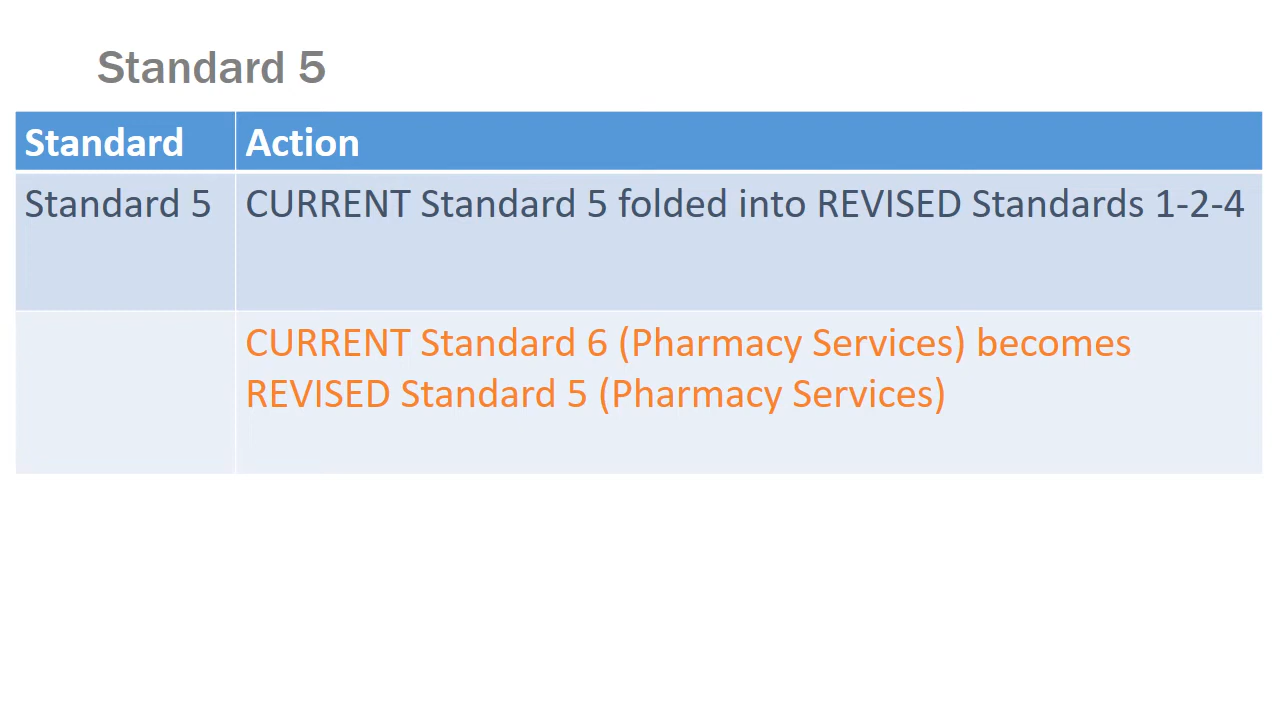 Standard 5
Standard Action
Standard 5 CURRENT Standard 5 folded into REVISED Standards 1-2-4
CURRENT Standard 6 (Pharmacy Services) becomes
REVISED Standard 5 (Pharmacy Services)